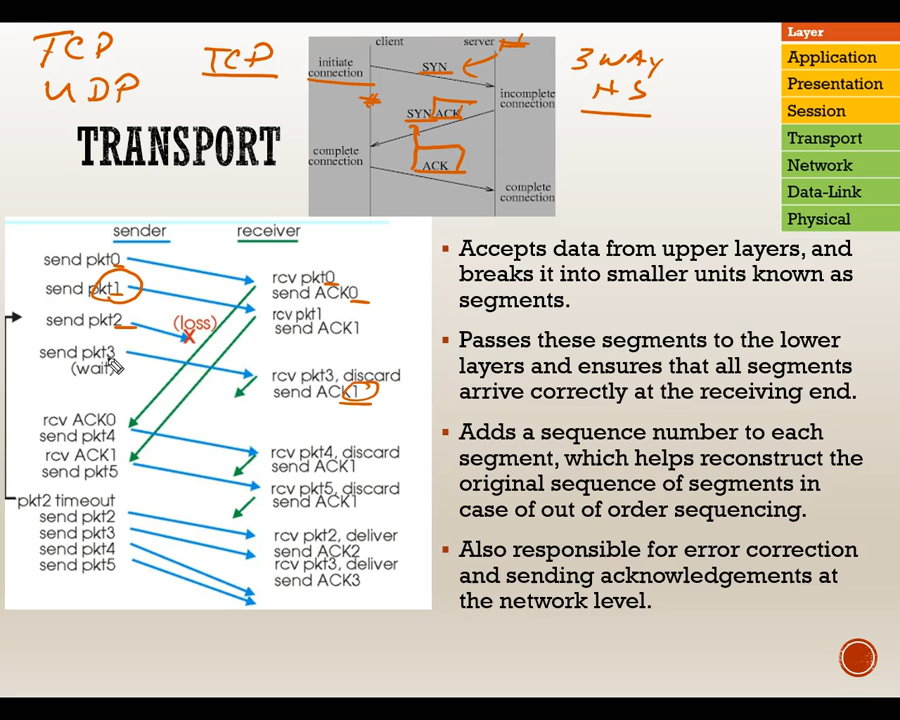 TCP
UDP
TCP
TRANSPORT
client
server
initiate
connection
SYN
incomplete
connection
SYN/ACK
complete
connection
ACK
complete
connection
3 WAY
HS
Layer
Application
Presentation
Session
Transport
Network
Data-Link
Physical
sender
receiver
send pkt0
rcv pkt0
send ACK0
send pkt1
rcv pkt1
send ACK1
send pkt2
(loss)
X
send pkt3
(wait)
rcv pkt3, discard
send ACK1
rcv ACK0
send pkt4
rcv ACK1
send pkt5
rcv pkt4, discard
send ACK1
rcv pkt5, discard
send ACK1
pkt2 timeout
send pkt2
send pkt3
send pkt4
send pkt5
rcv pkt2, deliver
send ACK2
rcv pkt3, deliver
send ACK3
▪ Accepts data from upper layers, and
breaks it into smaller units known as
segments.
▪ Passes these segments to the lower
layers and ensures that all segments
arrive correctly at the receiving end.
▪ Adds a sequence number to each
segment, which helps reconstruct the
original sequence of segments in
case of out of order sequencing.
▪ Also responsible for error correction
and sending acknowledgements at
the network level.